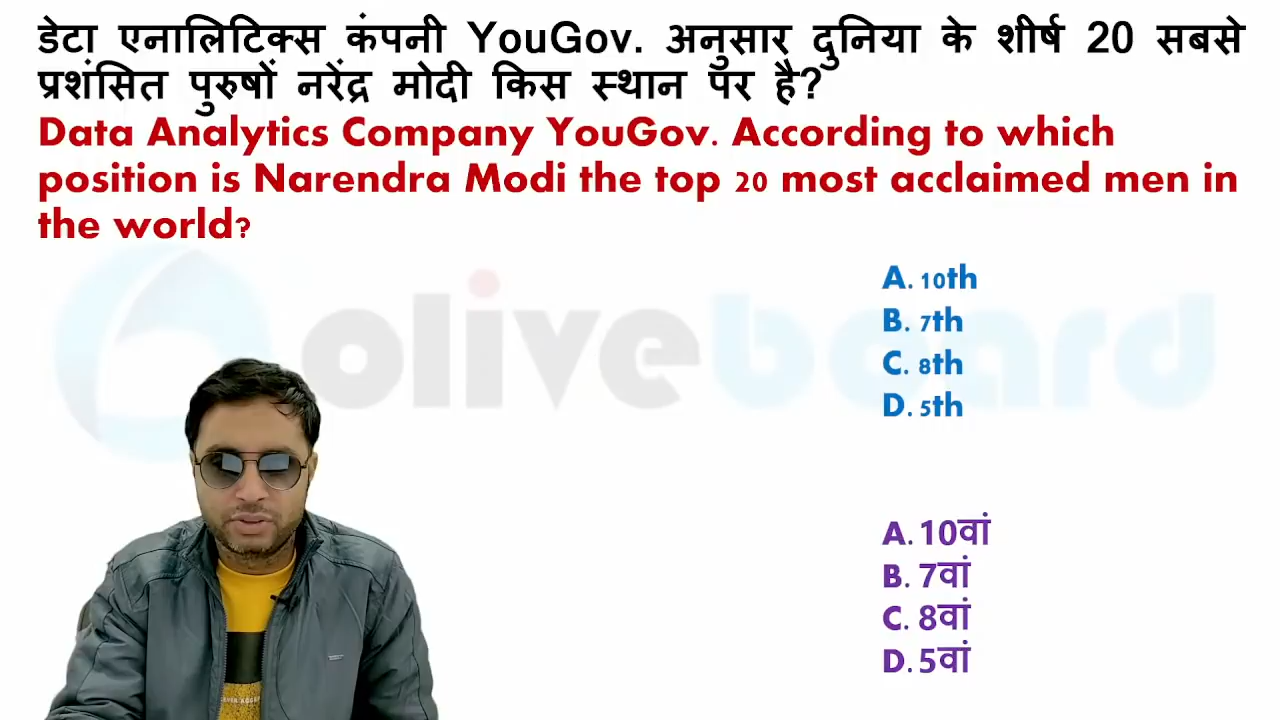 डेटा एनालिटिक्स कंपनी YouGov. अनुसार दुनिया के शीर्ष 20 सबसे
प्रशंसित पुरुषों नरेंद्र मोदी किस स्थान पर है?
Data Analytics Company YouGov. According to which
position is Narendra Modi the top 20 most acclaimed men in
the world?
oliveboard
A. 10th
B. 7th
C. 8th
D. 5th
A. 10वां
B. 7वां
C. 8वां
D. 5वां